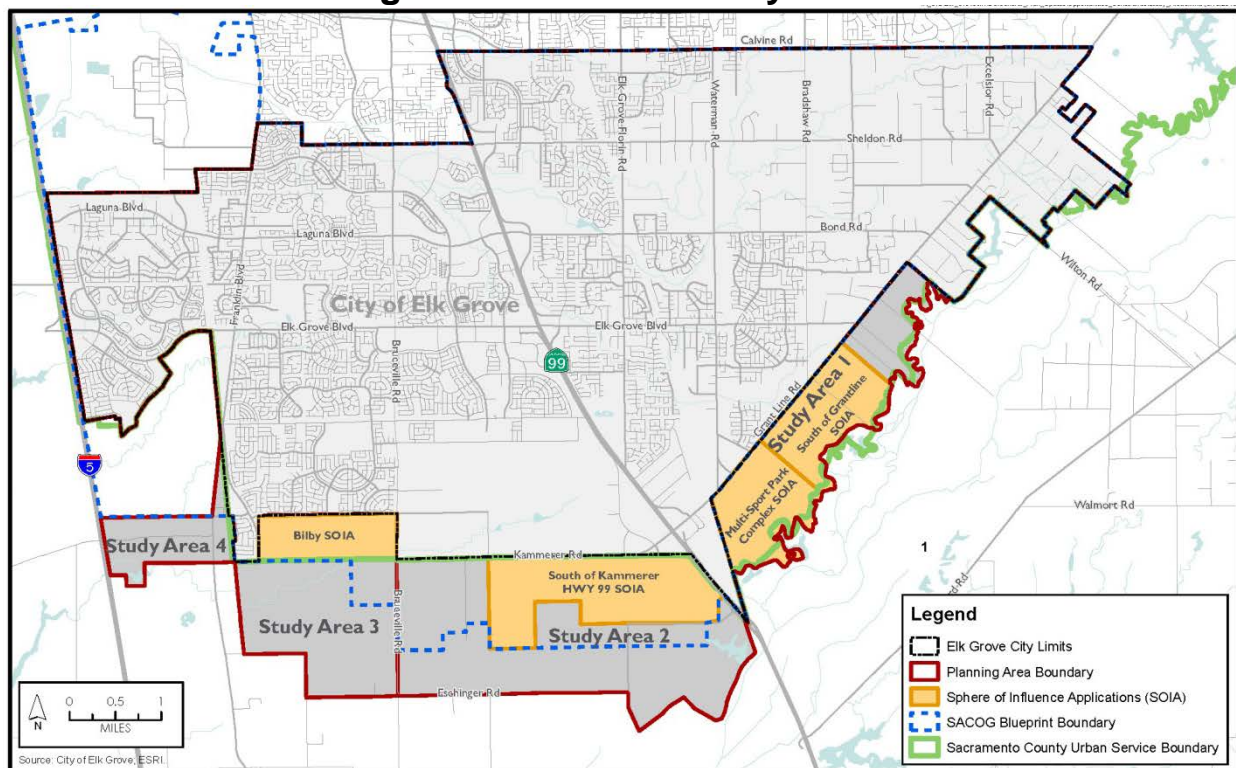 Calvine Rd
Elk Grove-Florin Rd
Waterman Rd
Bradshaw Rd
Excelsior Rd
Sheldon Rd
Laguna Blvd
Laguna Blvd
Bond Rd
Franklin Blvd
Wilton Rd
City of Elk Grove
Elk Grove Blvd
Elk Grove Blvd
Bruceville Rd
99
Grant Line Rd
Study Area 1
South of Grantline
SOIA
5
Multi-Sport Park
Complex SOIA
Walmort Rd
Study Area 4
Bilby SOIA
Kammerer Rd
1
South of Kammerer
HWY 99 SOIA
Study Area 3
Bruceville Rd
Study Area 2
Eschinger Rd
Legend
Elk Grove City Limits
Planning Area Boundary
Sphere of Influence Applications (SOIA)
SACOG Blueprint Boundary
Sacramento County Urban Service Boundary
N
0 0.5 1
MILES
Source: City of Elk Grove; ESRI.